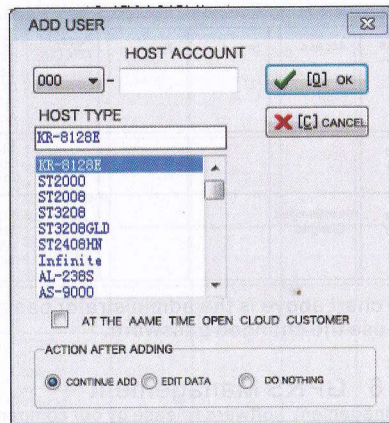 ADD USER
HOST ACCOUNT
000 -
[O] OK
HOST TYPE
[C] CANCEL
KR-8128E
KR-8128E
ST2000
ST2008
ST3208
ST3208GLD
ST2408HN
Infinite
AL-238S
AS-9000
AT THE AAME TIME OPEN CLOUD CUSTOMER
ACTION AFTER ADDING
CONTINUE ADD EDIT DATA DO NOTHING